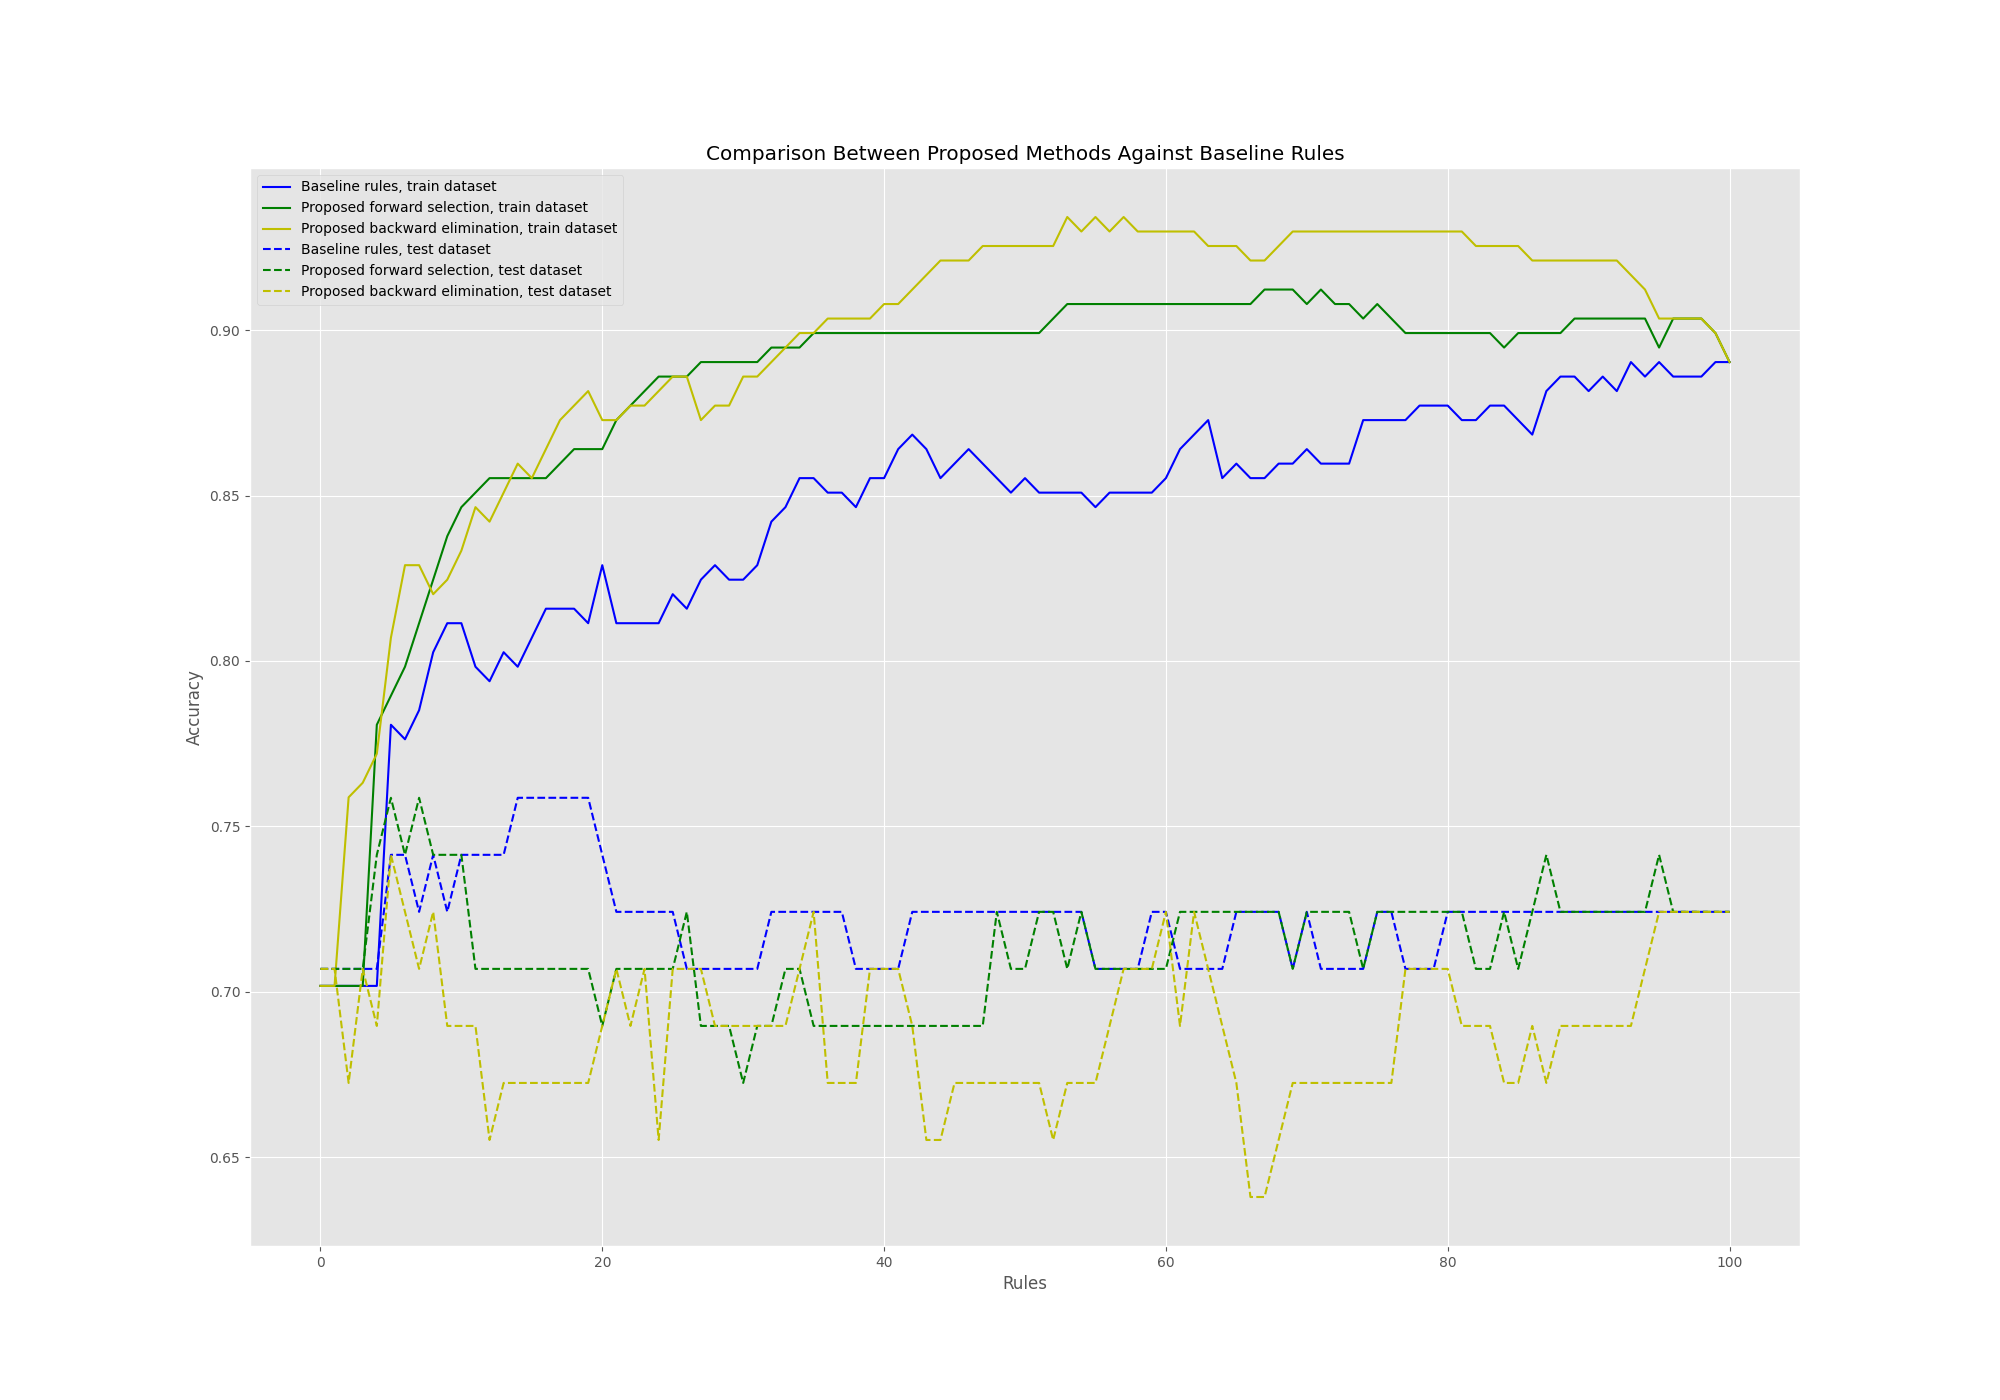 Comparison Between Proposed Methods Against Baseline Rules
Baseline rules, train dataset
Proposed forward selection, train dataset
Proposed backward elimination, train dataset
Baseline rules, test dataset
Proposed forward selection, test dataset
Proposed backward elimination, test dataset
0.90
0.85
0.80
0.75
0.70
0.65
Accuracy
0 20 40 60 80 100
Rules